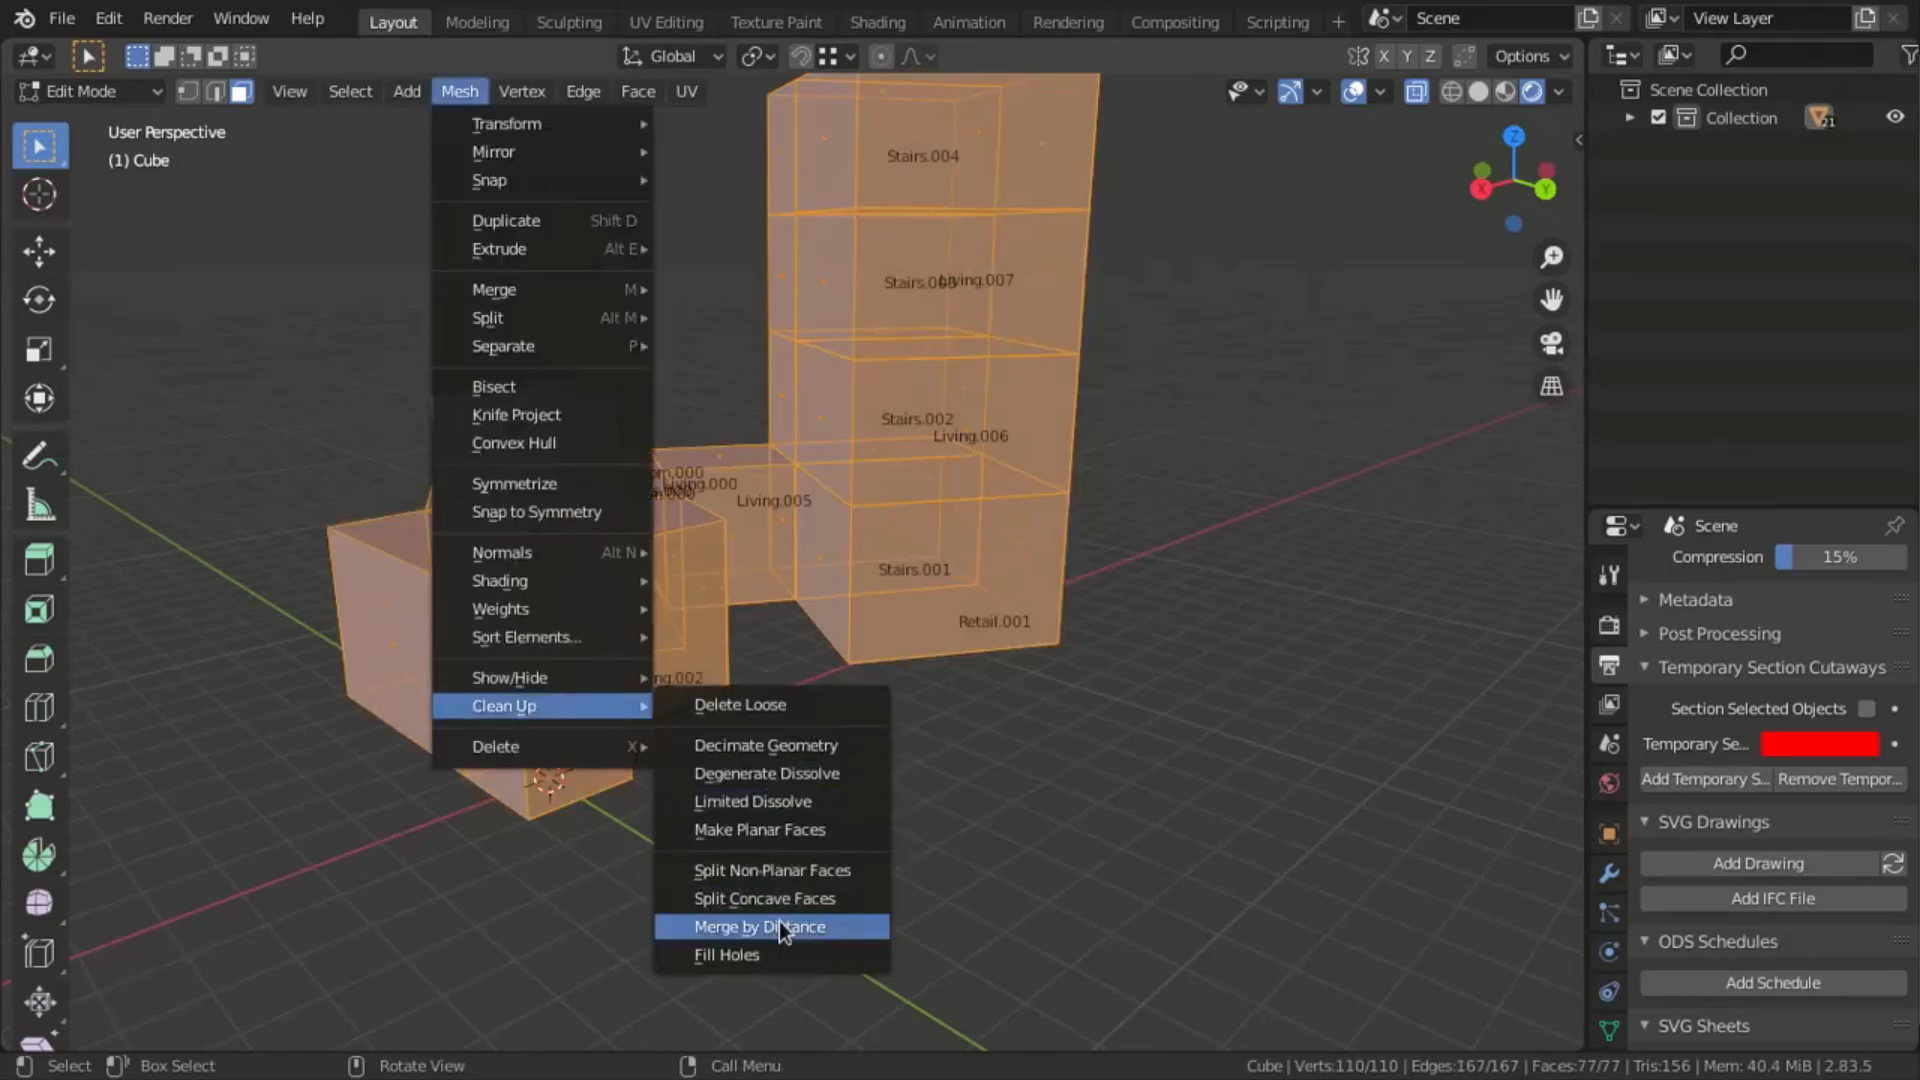 File Edit Render Window Help Layout Modeling Sculpting UV Editing Texture Paint Shading Animation Rendering Compositing Scripting + Scene View Layer
Global X Y Z Options
Edit Mode View Select Add Mesh Vertex Edge Face UV
User Perspective
(1) Cube
Transform
Mirror
Snap
Duplicate Shift D
Extrude Alt E
Merge M
Split Alt M
Separate P
Bisect
Knife Project
Convex Hull
Symmetrize
Snap to Symmetry
Normals Alt N
Shading
Weights
Sort Elements...
Show/Hide
Clean Up
Delete X
Delete Loose
Decimate Geometry
Degenerate Dissolve
Limited Dissolve
Make Planar Faces
Split Non-Planar Faces
Split Concave Faces
Merge by Distance
Fill Holes
Stairs.004
Living.007
Stairs.002
Living.006
Living.000
Living.005
Stairs.001
Retail.001
ng.002
Z
X
Y
Scene Collection
Collection 21
Scene
Compression 15%
Metadata
Post Processing
Temporary Section Cutaways
Section Selected Objects
Temporary Se...
Add Temporary S... Remove Tempor...
SVG Drawings
Add Drawing
Add IFC File
ODS Schedules
Add Schedule
SVG Sheets
Select Box Select Rotate View Call Menu Cube | Verts:110/110 | Edges:167/167 | Faces:77/77 | Tris:156 | Mem: 40.4 MiB | 2.83.5